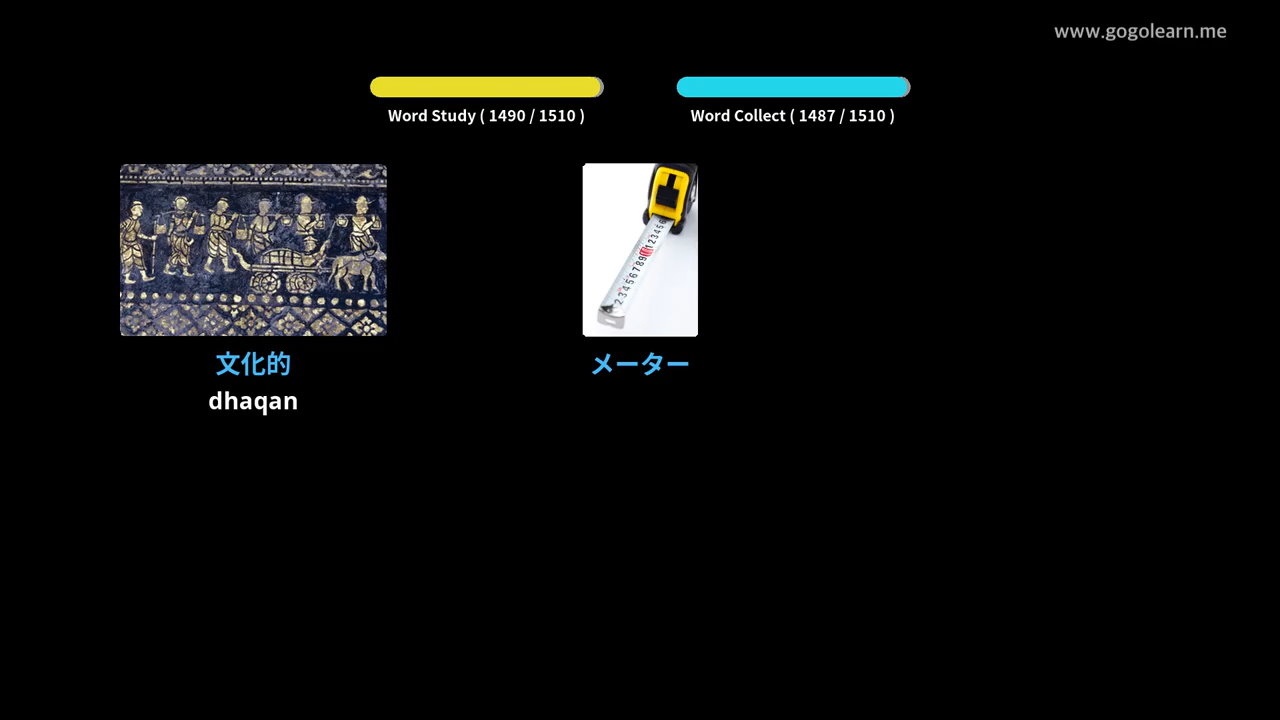 www.gogolearn.me
Word Study ( 1490 / 1510 )
Word Collect ( 1487 / 1510 )
文化的
dhaqan
メーター